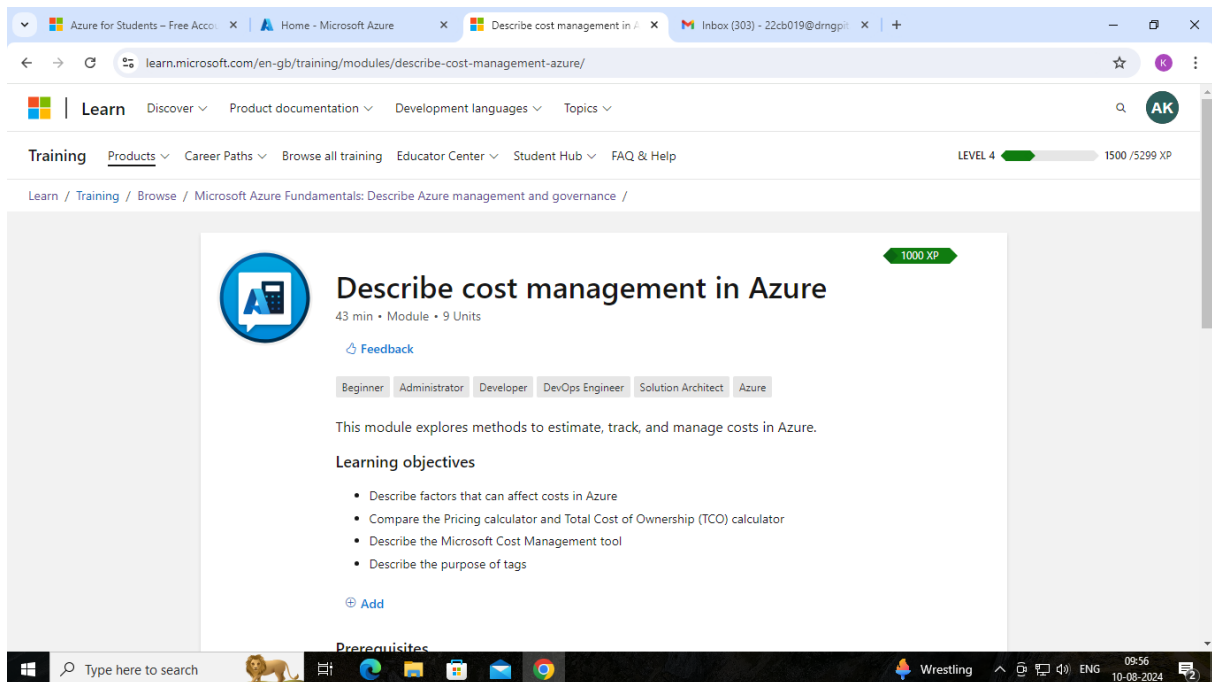 Azure for Students – Free Acco
Home - Microsoft Azure
Describe cost management in A
Inbox (303) - 22cb019@drngpit
learn.microsoft.com/en-gb/training/modules/describe-cost-management-azure/
K
Learn Discover Product documentation Development languages Topics
AK
Training Products Career Paths Browse all training Educator Center Student Hub FAQ & Help
LEVEL 4 1500 /5299 XP
Learn / Training / Browse / Microsoft Azure Fundamentals: Describe Azure management and governance /
1000 XP
Describe cost management in Azure
43 min • Module • 9 Units
Feedback
Beginner Administrator Developer DevOps Engineer Solution Architect Azure
This module explores methods to estimate, track, and manage costs in Azure.
Learning objectives
• Describe factors that can affect costs in Azure
• Compare the Pricing calculator and Total Cost of Ownership (TCO) calculator
• Describe the Microsoft Cost Management tool
• Describe the purpose of tags
Add
Prerequisites
Type here to search
Wrestling
ENG
09:56
10-08-2024
2